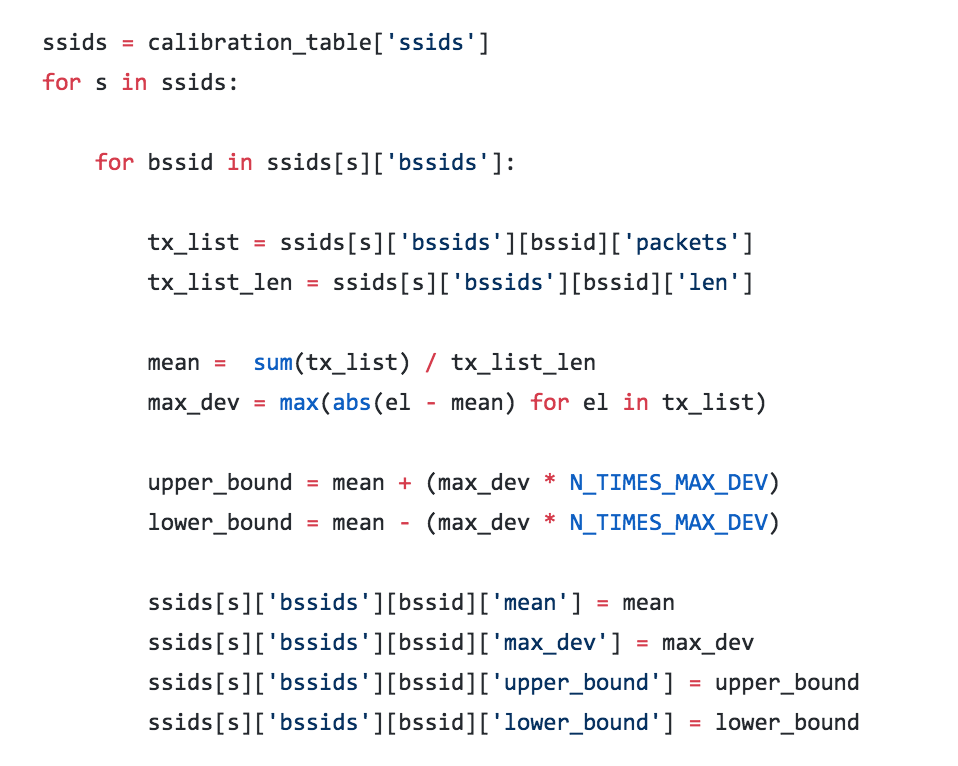 ssids = calibration_table['ssids']
for s in ssids:
    for bssid in ssids[s]['bssids']:
        tx_list = ssids[s]['bssids'][bssid]['packets']
        tx_list_len = ssids[s]['bssids'][bssid]['len']
        mean =  sum(tx_list) / tx_list_len
        max_dev = max(abs(el - mean) for el in tx_list)
        upper_bound = mean + (max_dev * N_TIMES_MAX_DEV)
        lower_bound = mean - (max_dev * N_TIMES_MAX_DEV)
        ssids[s]['bssids'][bssid]['mean'] = mean
        ssids[s]['bssids'][bssid]['max_dev'] = max_dev
        ssids[s]['bssids'][bssid]['upper_bound'] = upper_bound
        ssids[s]['bssids'][bssid]['lower_bound'] = lower_bound